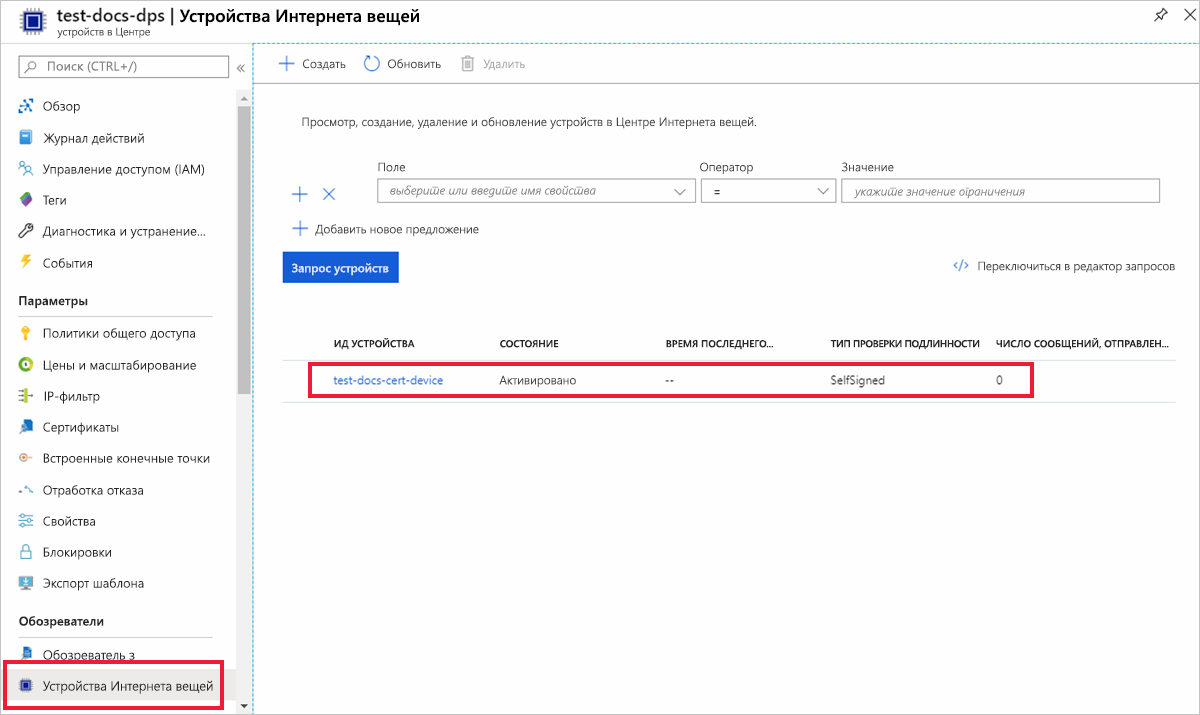 test-docs-dps | Устройства Интернета вещей
устройств в Центре
Поиск (CTRL+/)
«
Обзор
Журнал действий
Управление доступом (IAM)
Теги
Диагностика и устранение...
События
Параметры
Политики общего доступа
Цены и масштабирование
IP-фильтр
Сертификаты
Встроенные конечные точки
Отработка отказа
Свойства
Блокировки
Экспорт шаблона
Обозреватели
Обозреватель з
Устройства Интернета вещей
Создать Обновить Удалить
Просмотр, создание, удаление и обновление устройств в Центре Интернета вещей.
Поле Оператор Значение
выберите или введите имя свойства = укажите значение ограничения
Добавить новое предложение
Запрос устройств </> Переключиться в редактор запросов
ИД УСТРОЙСТВА СОСТОЯНИЕ ВРЕМЯ ПОСЛЕДНЕГО... ТИП ПРОВЕРКИ ПОДЛИННОСТИ ЧИСЛО СООБЩЕНИЙ, ОТПРАВЛЕН...
test-docs-cert-device Активировано -- SelfSigned 0